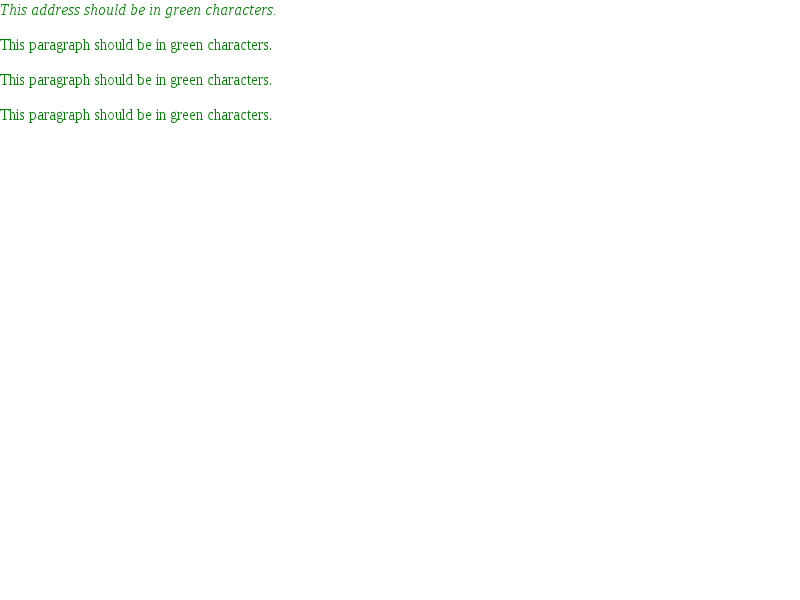 This address should be in green characters.
This paragraph should be in green characters.
This paragraph should be in green characters.
This paragraph should be in green characters.